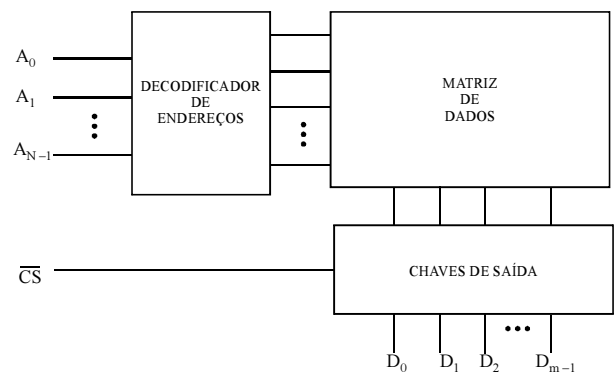 A0
A1
AN-1
DECODIFICADOR
DE
ENDEREÇOS
MATRIZ
DE
DADOS
CS
CHAVES DE SAÍDA
D0 D1 D2 Dm-1